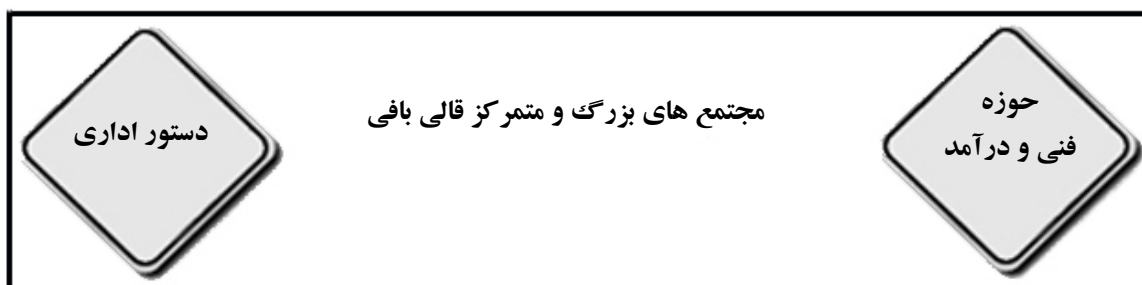 حوزه
فنی و درآمد
مجتمع های بزرگ و متمرکز قالی بافی
دستور اداری